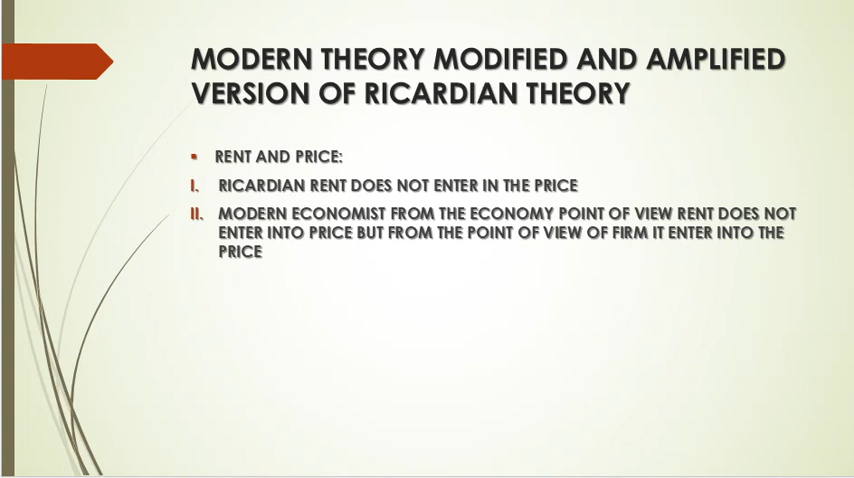 MODERN THEORY MODIFIED AND AMPLIFIED
VERSION OF RICARDIAN THEORY
▪ RENT AND PRICE:
I. RICARDIAN RENT DOES NOT ENTER IN THE PRICE
II. MODERN ECONOMIST FROM THE ECONOMY POINT OF VIEW RENT DOES NOT
ENTER INTO PRICE BUT FROM THE POINT OF VIEW OF FIRM IT ENTER INTO THE
PRICE